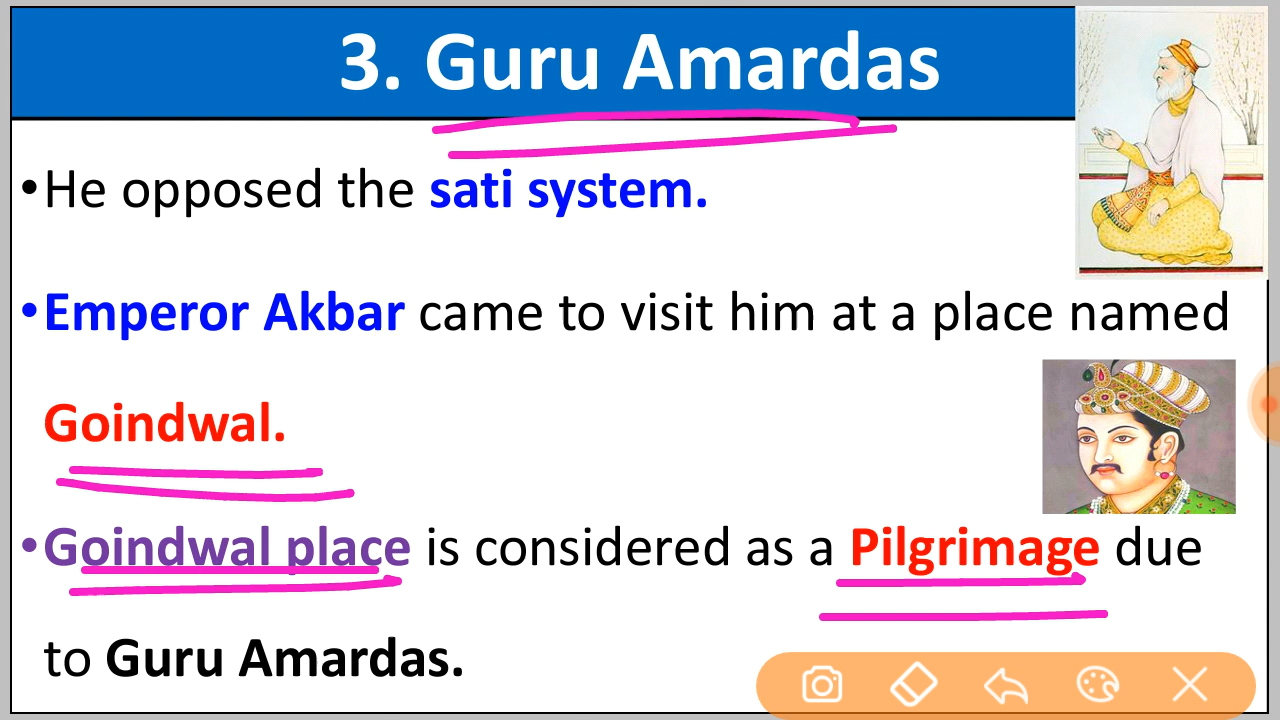 3. Guru Amardas
•He opposed the sati system.
•Emperor Akbar came to visit him at a place named
Goindwal.
•Goindwal place is considered as a Pilgrimage due
to Guru Amardas.